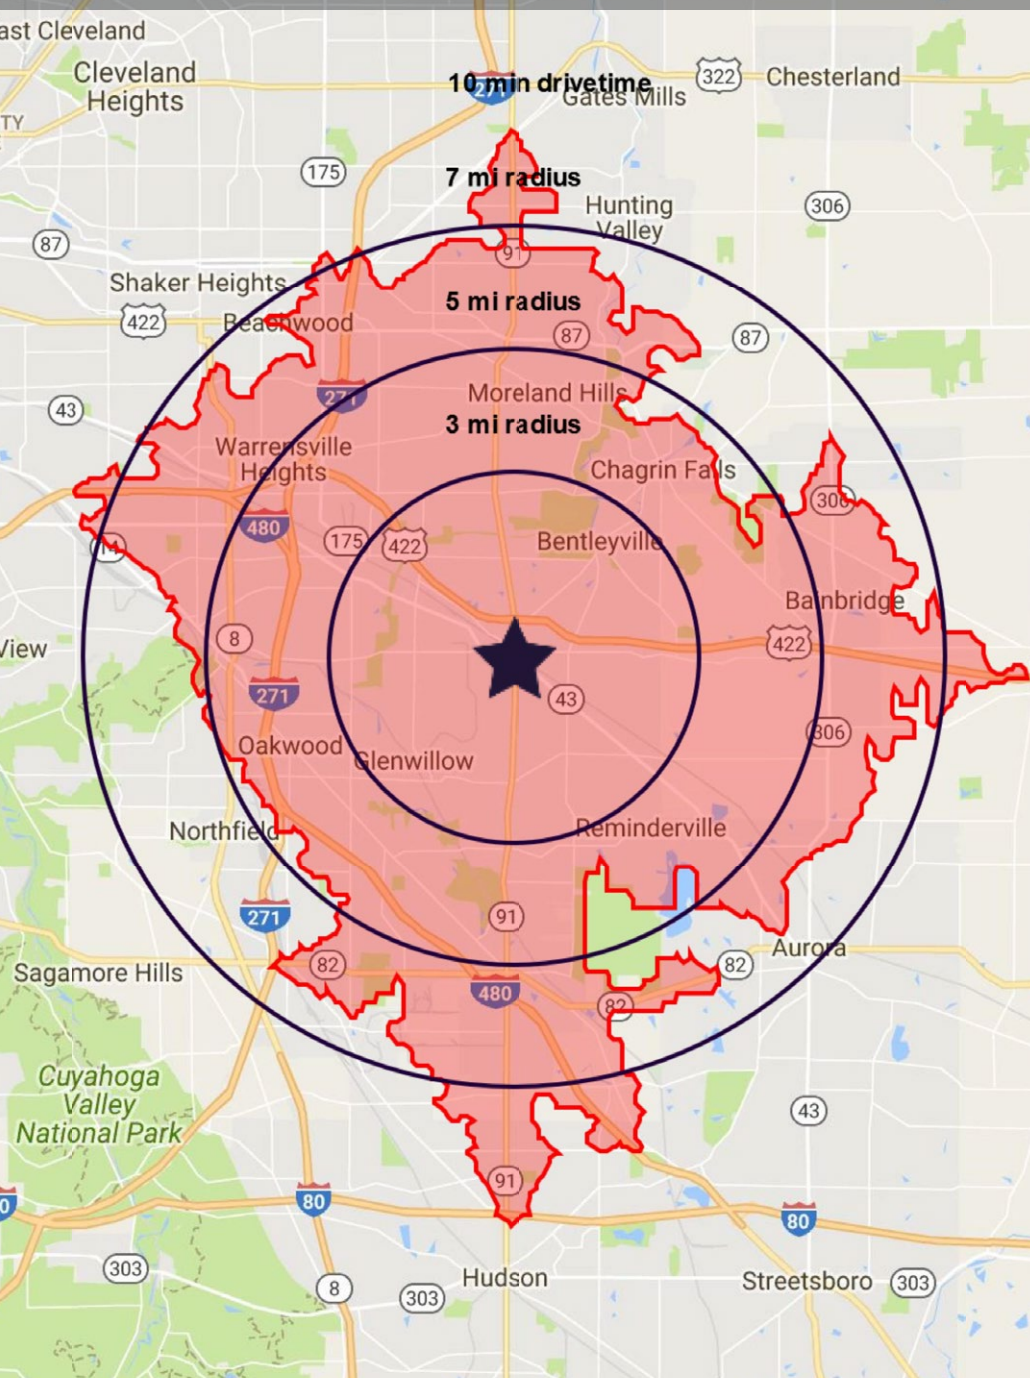 ast Cleveland
Cleveland
Heights
TY
10 min drivetime
271
Gates Mills
322
Chesterland
175
7 mi radius
Hunting
Valley
306
87
91
Shaker Heights
422
Beachwood
5 mi radius
87
87
43
271
Moreland Hills
3 mi radius
Warrensville
Heights
Chagrin Falls
306
480
175
422
Bentleyville
14
Bainbridge
View
8
422
271
43
Oakwood
Glenwillow
306
Northfield
Reminderville
271
91
Aurora
Sagamore Hills
82
82
480
82
Cuyahoga
Valley
National Park
43
91
0
80
80
303
Hudson
8
303
Streetsboro
303